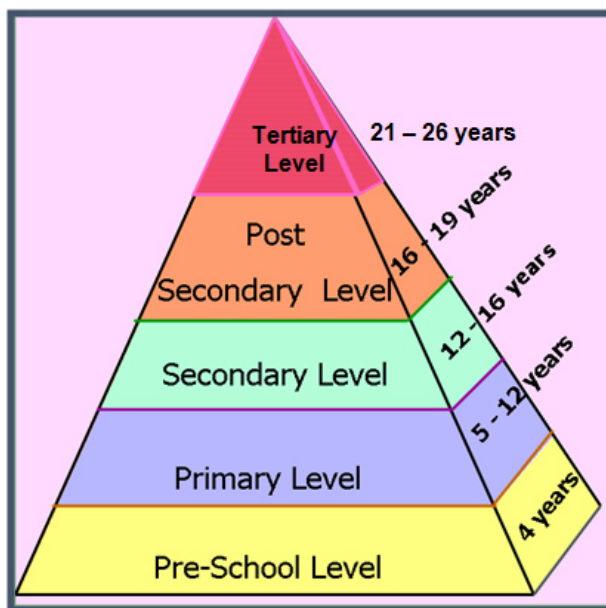 Tertiary
Level
21 – 26 years
Post
Secondary Level
16 - 19 years
Secondary Level
12 - 16 years
Primary Level
5 - 12 years
Pre-School Level
4 years